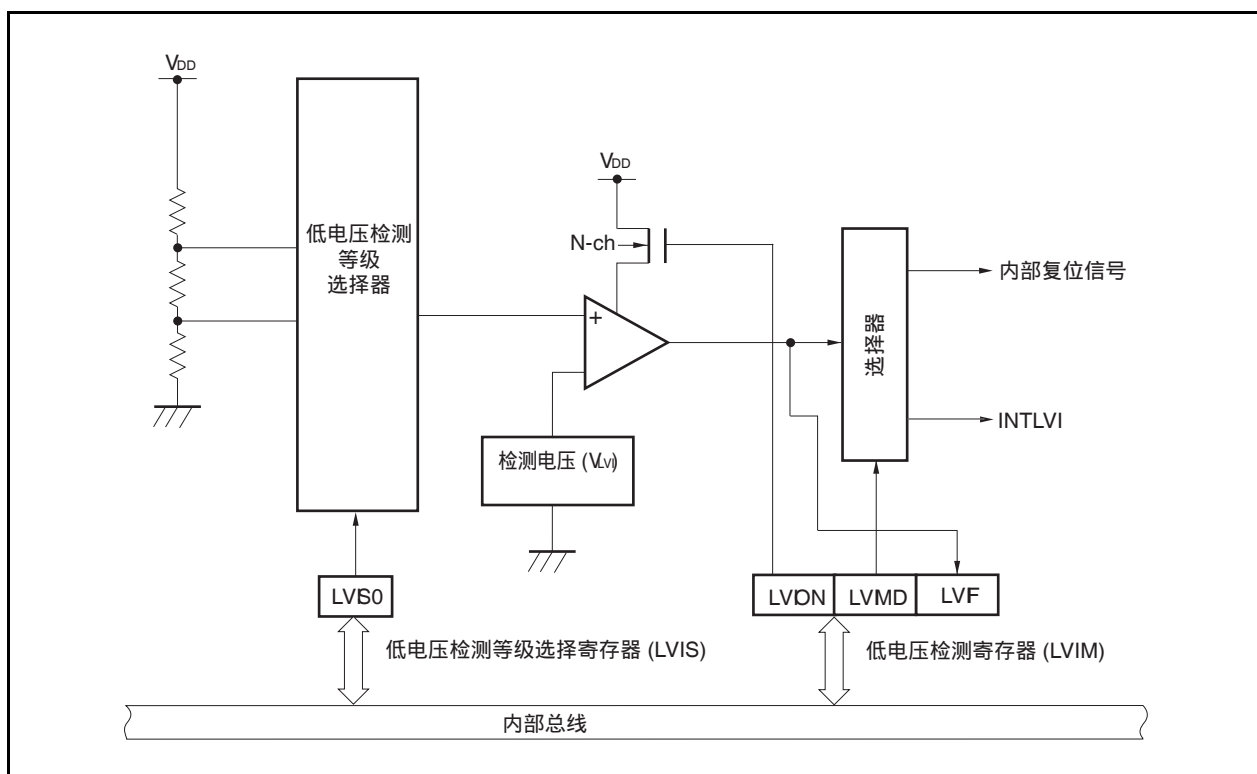 VDD
低电压检测
等级
选择器
VDD
N-ch
+
检测电压 (VLVI)
选择器
内部复位信号
INTLVI
LVIS0
LVION
LVIMD
LVIF
低电压检测等级选择寄存器 (LVIS)
低电压检测寄存器 (LVIM)
内部总线